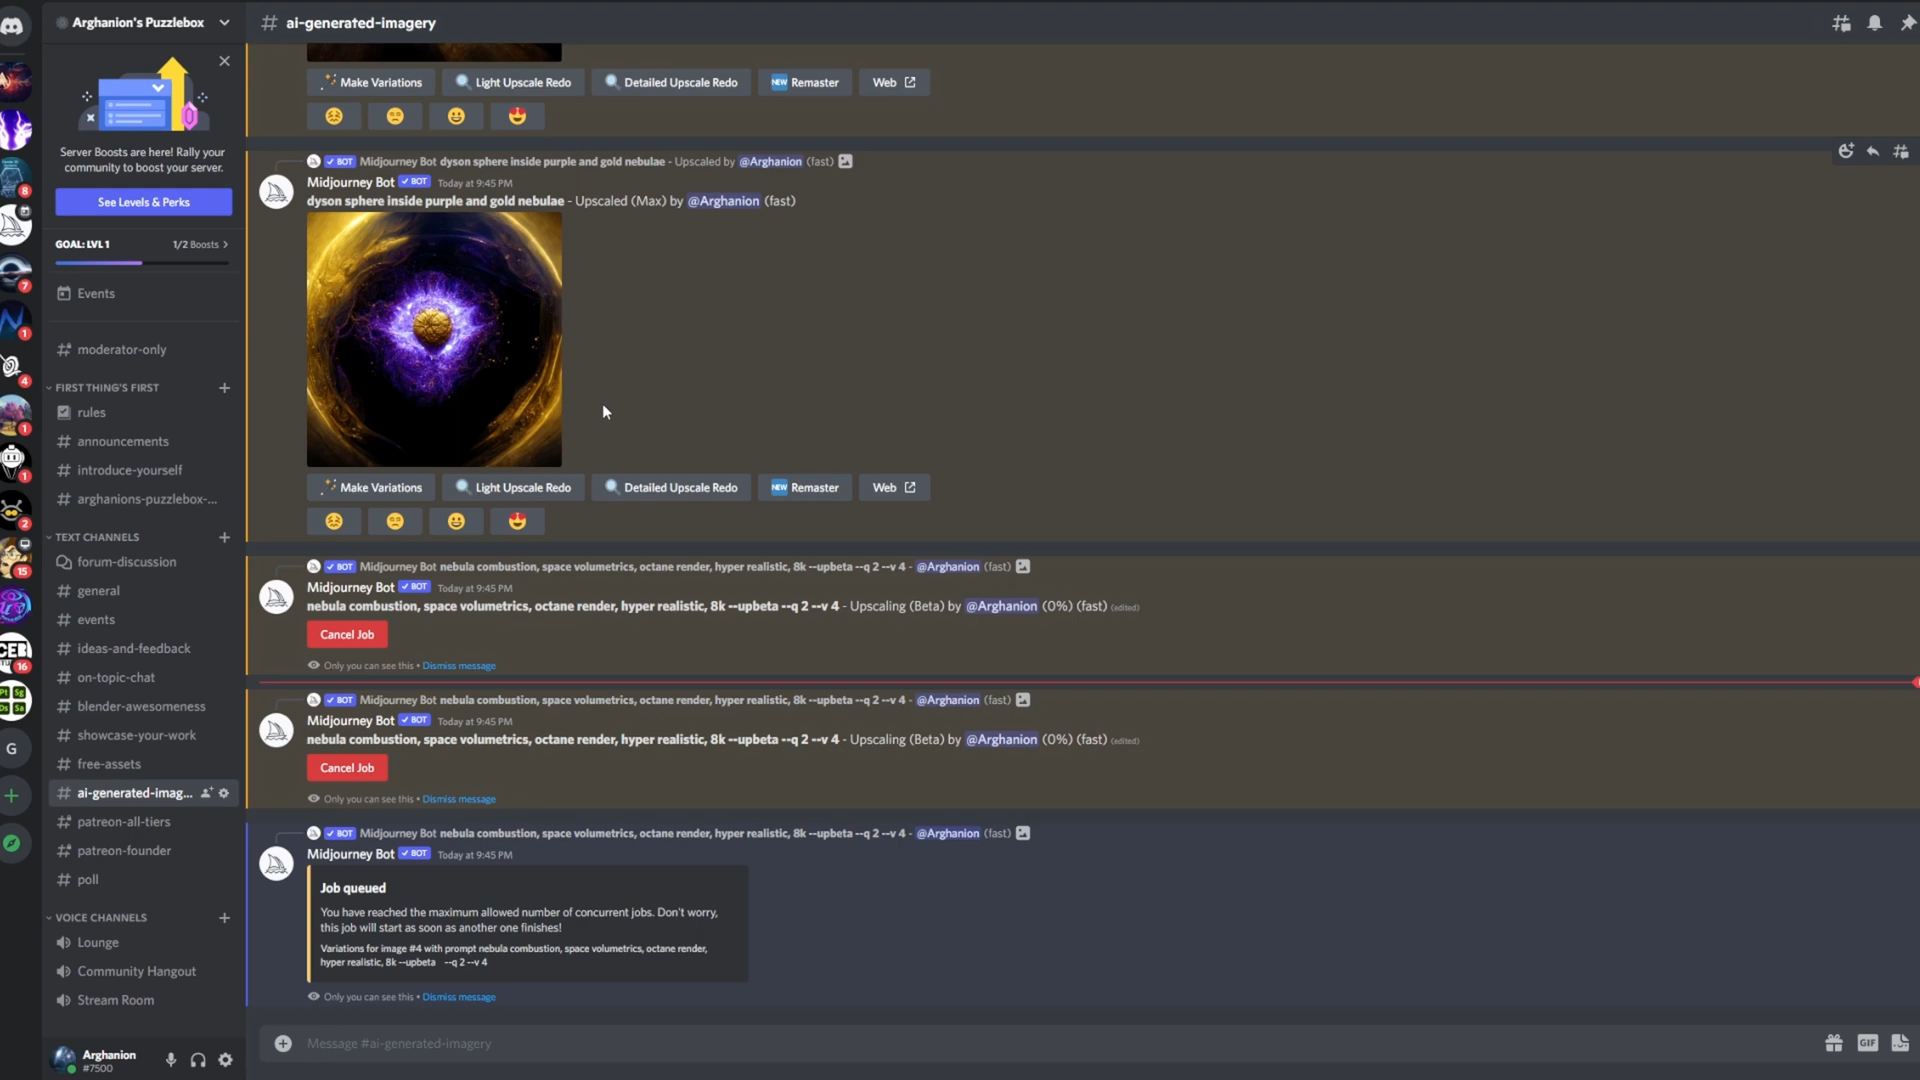 Arghanion's Puzzlebox
Server Boosts are here! Rally your
community to boost your server.
See Levels & Perks
GOAL: LVL 1 1/2 Boosts
Events
moderator-only
FIRST THING'S FIRST
rules
announcements
introduce-yourself
arghanions-puzzlebox-...
TEXT CHANNELS
forum-discussion
general
events
ideas-and-feedback
on-topic-chat
blender-awesomeness
showcase-your-work
free-assets
ai-generated-imag...
patreon-all-tiers
patreon-founder
poll
VOICE CHANNELS
Lounge
Community Hangout
Stream Room
Arghanion
#7500
8
7
1
4
1
1
2
15
16
Pt Sg
Ds Sa
G
ai-generated-imagery
Make Variations Light Upscale Redo Detailed Upscale Redo NEW Remaster Web
BOT Midjourney Bot dyson sphere inside purple and gold nebulae - Upscaled by @Arghanion (fast)
Midjourney Bot BOT Today at 9:45 PM
dyson sphere inside purple and gold nebulae - Upscaled (Max) by @Arghanion (fast)
Make Variations Light Upscale Redo Detailed Upscale Redo NEW Remaster Web
BOT Midjourney Bot nebula combustion, space volumetrics, octane render, hyper realistic, 8k --upbeta --q 2 --v 4 - @Arghanion (fast)
Midjourney Bot BOT Today at 9:45 PM
nebula combustion, space volumetrics, octane render, hyper realistic, 8k --upbeta --q 2 --v 4 - Upscaling (Beta) by @Arghanion (0%) (fast) (edited)
Cancel Job
Only you can see this • Dismiss message
BOT Midjourney Bot nebula combustion, space volumetrics, octane render, hyper realistic, 8k --upbeta --q 2 --v 4 - @Arghanion (fast)
Midjourney Bot BOT Today at 9:45 PM
nebula combustion, space volumetrics, octane render, hyper realistic, 8k --upbeta --q 2 --v 4 - Upscaling (Beta) by @Arghanion (0%) (fast) (edited)
Cancel Job
Only you can see this • Dismiss message
BOT Midjourney Bot nebula combustion, space volumetrics, octane render, hyper realistic, 8k --upbeta --q 2 --v 4 - @Arghanion (fast)
Midjourney Bot BOT Today at 9:45 PM
Job queued
You have reached the maximum allowed number of concurrent jobs. Don't worry,
this job will start as soon as another one finishes!
Variations for image #4 with prompt nebula combustion, space volumetrics, octane render,
hyper realistic, 8k --upbeta --q 2 --v 4
Only you can see this • Dismiss message
Message #ai-generated-imagery
GIF